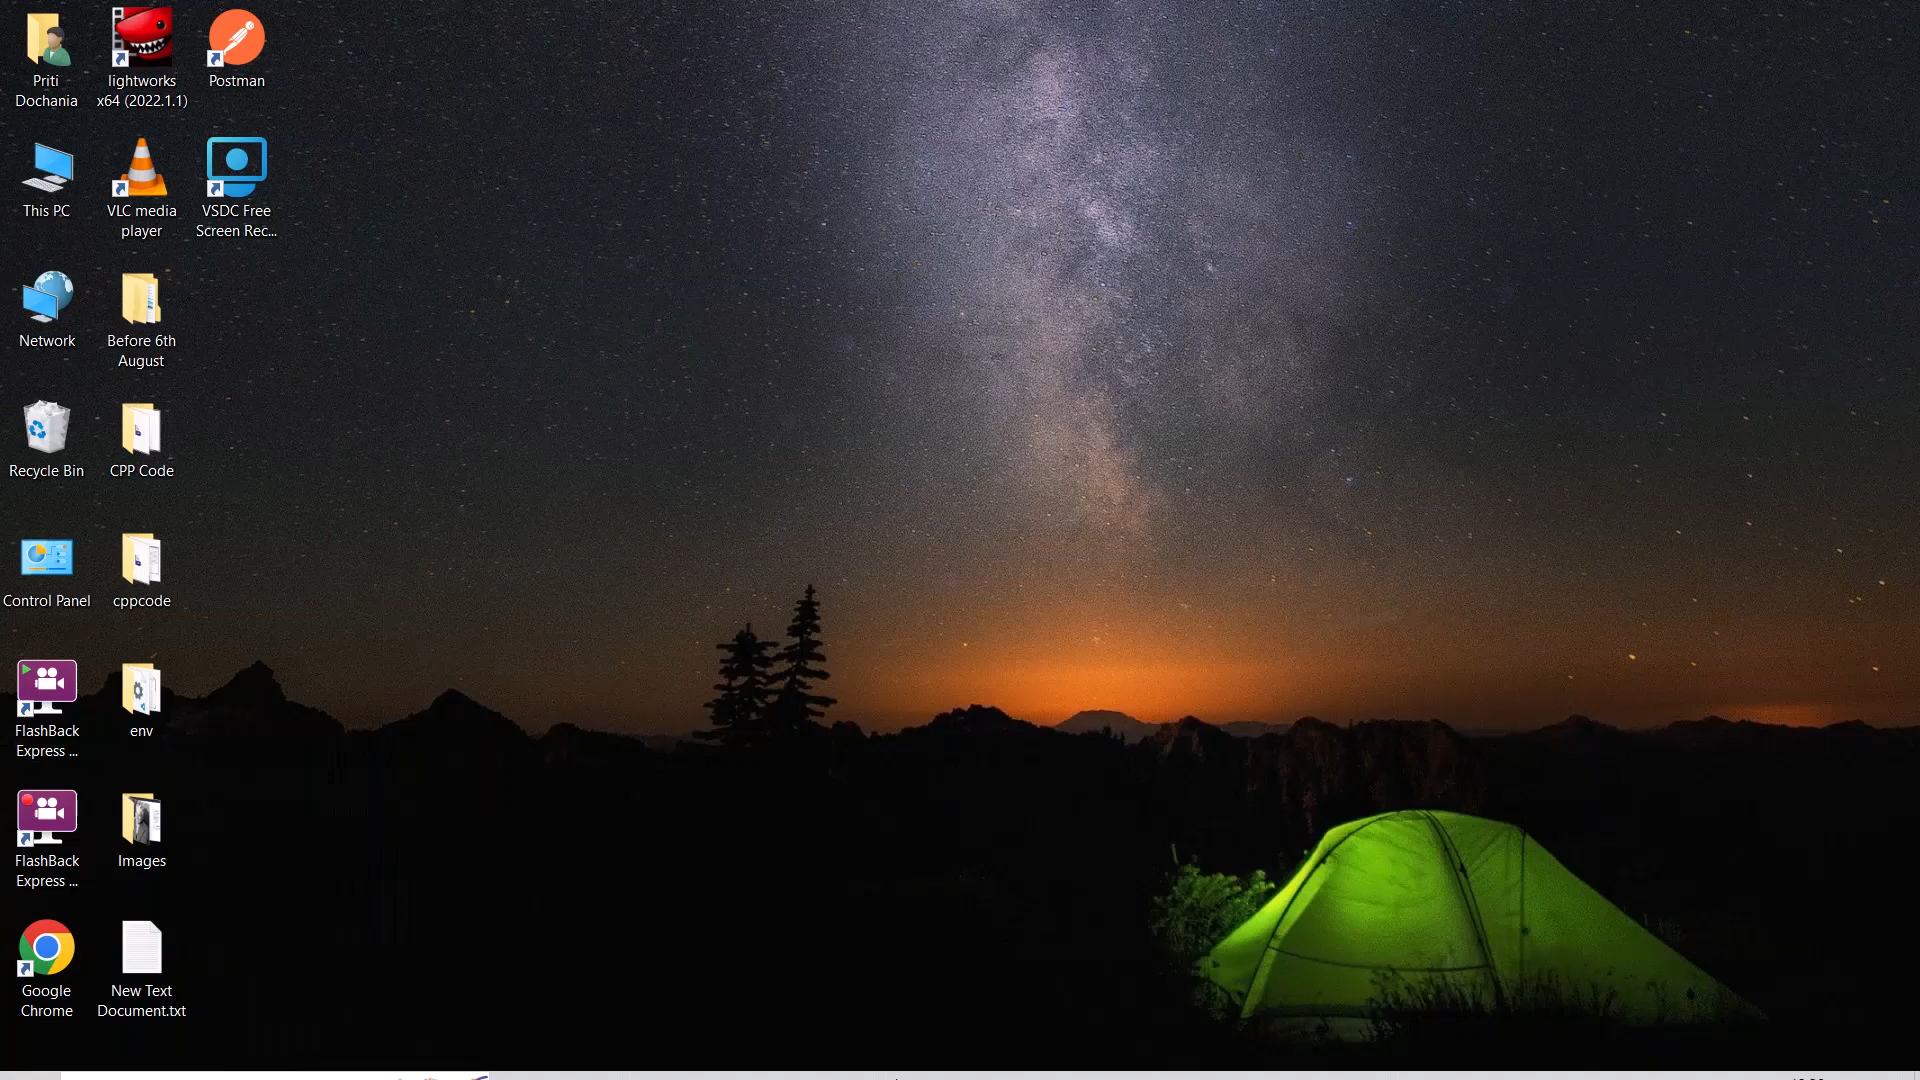 Priti
Dochania
lightworks
x64 (2022.1.1)
Postman
This PC
VLC media
player
VSDC Free
Screen Rec...
Network
Before 6th
August
Recycle Bin
CPP Code
Control Panel
cppcode
FlashBack
Express ...
env
FlashBack
Express ...
Images
Google
Chrome
New Text
Document.txt